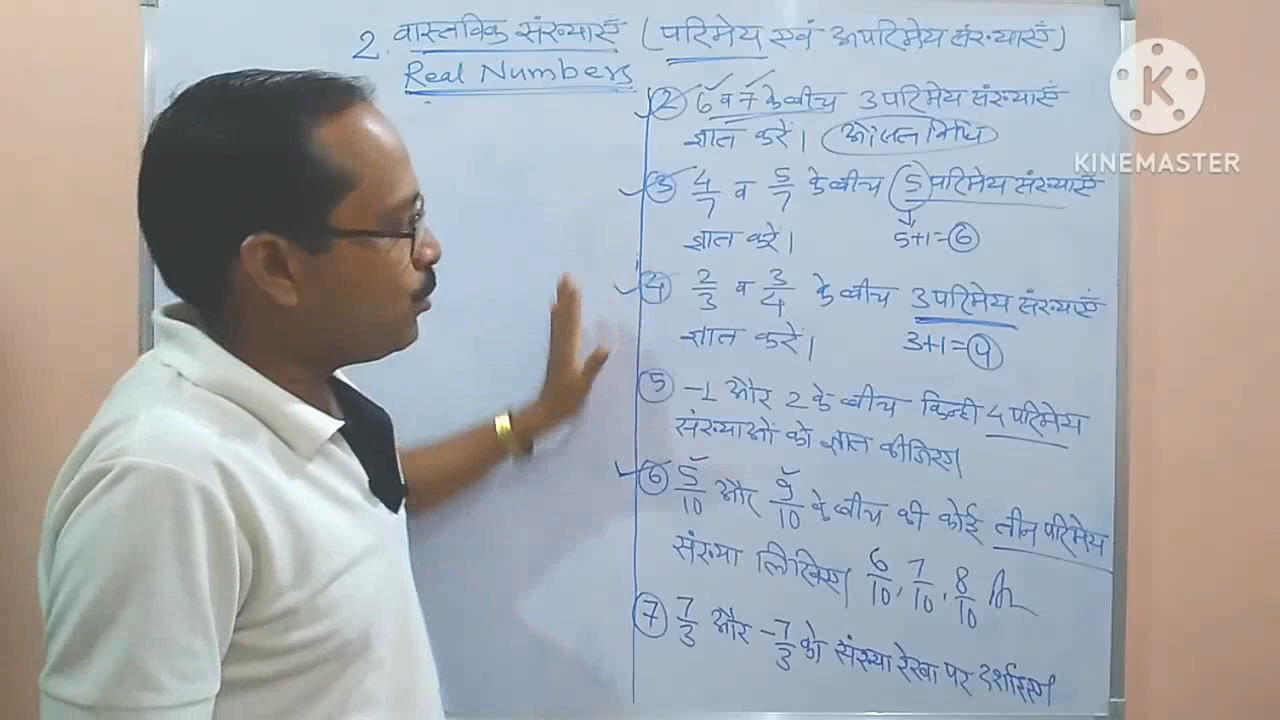 2. वास्तविक संख्याएँ (परिमेय एवं अपरिमेय संख्याएँ)
Real Numbers
② 6 व 7 के बीच 3 परिमेय संख्याएँ
ज्ञात करें। (औसत विधि)
③ 4/7 व 5/7 के बीच 5 परिमेय संख्याएँ
ज्ञात करें। 5+1=6
④ 2/3 व 3/4 के बीच 3 परिमेय संख्याएँ
ज्ञात करें। 3+1=4
⑤ -1 और 2 के बीच किन्ही 4 परिमेय
संख्याओं को ज्ञात कीजिए।
⑥ 5/10 और 9/10 के बीच की कोई तीन परिमेय
संख्या लिखिए। 6/10, 7/10, 8/10 An
⑦ 7/3 और -7/3 को संख्या रेखा पर दर्शाइए।
K
KINEMASTER